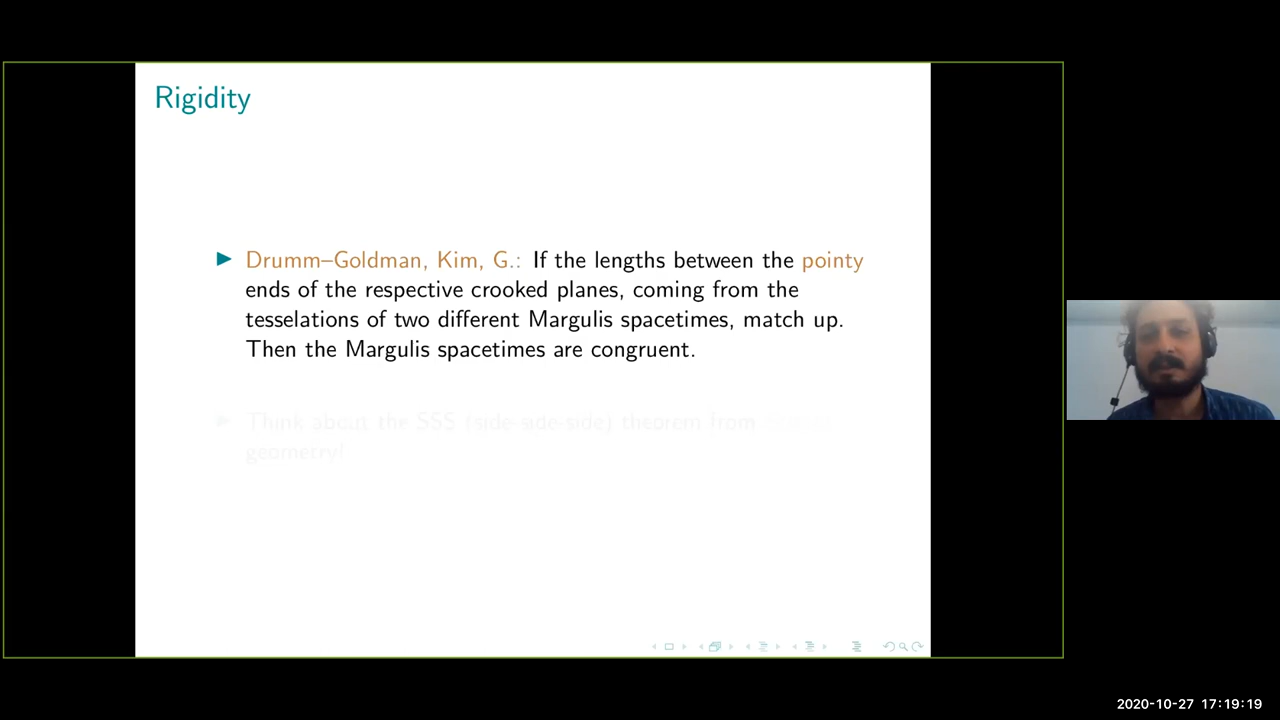 Rigidity
Drumm–Goldman, Kim, G.: If the lengths between the pointy
ends of the respective crooked planes, coming from the
tesselations of two different Margulis spacetimes, match up.
Then the Margulis spacetimes are congruent.
Think about the SSS (side-side-side) theorem from
geometry!
2020-10-27 17:19:19